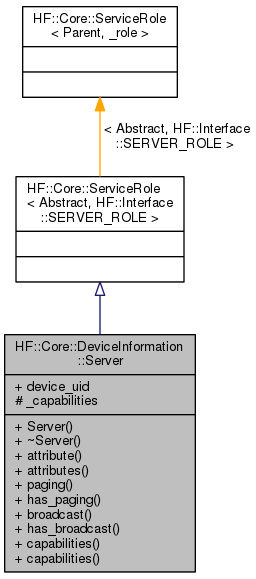 HF::Core::ServiceRole
< Parent, _role >
< Abstract, HF::Interface
::SERVER_ROLE >
HF::Core::ServiceRole
< Abstract, HF::Interface
::SERVER_ROLE >
HF::Core::DeviceInformation
::Server
+ device_uid
# _capabilities
+ Server()
+ ~Server()
+ attribute()
+ attributes()
+ paging()
+ has_paging()
+ broadcast()
+ has_broadcast()
+ capabilities()
+ capabilities()